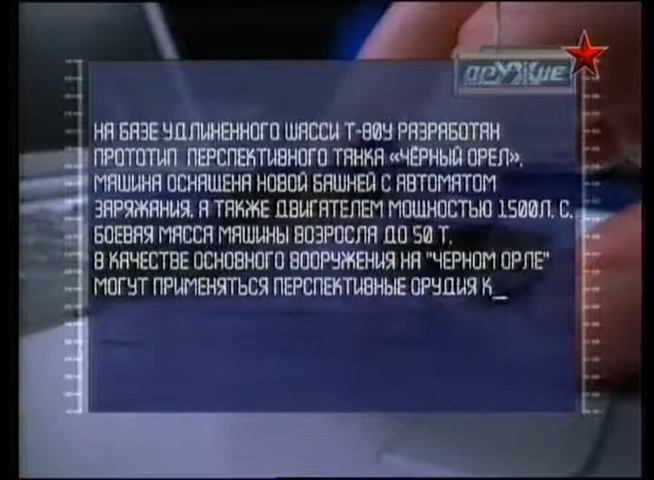 оружие
НА БАЗЕ УДЛИНЕННОГО ШАССИ Т-80У РАЗРАБОТАН
ПРОТОТИП ПЕРСПЕКТИВНОГО ТАНКА «ЧЁРНЫЙ ОРЕЛ».
МАШИНА ОСНАЩЕНА НОВОЙ БАШНЕЙ С АВТОМАТОМ
ЗАРЯЖАНИЯ, А ТАКЖЕ ДВИГАТЕЛЕМ МОЩНОСТЬЮ 1500Л. С.
БОЕВАЯ МАССА МАШИНЫ ВОЗРОСЛА ДО 50 Т.
В КАЧЕСТВЕ ОСНОВНОГО ВООРУЖЕНИЯ НА "ЧЕРНОМ ОРЛЕ"
МОГУТ ПРИМЕНЯТЬСЯ ПЕРСПЕКТИВНЫЕ ОРУДИЯ К_